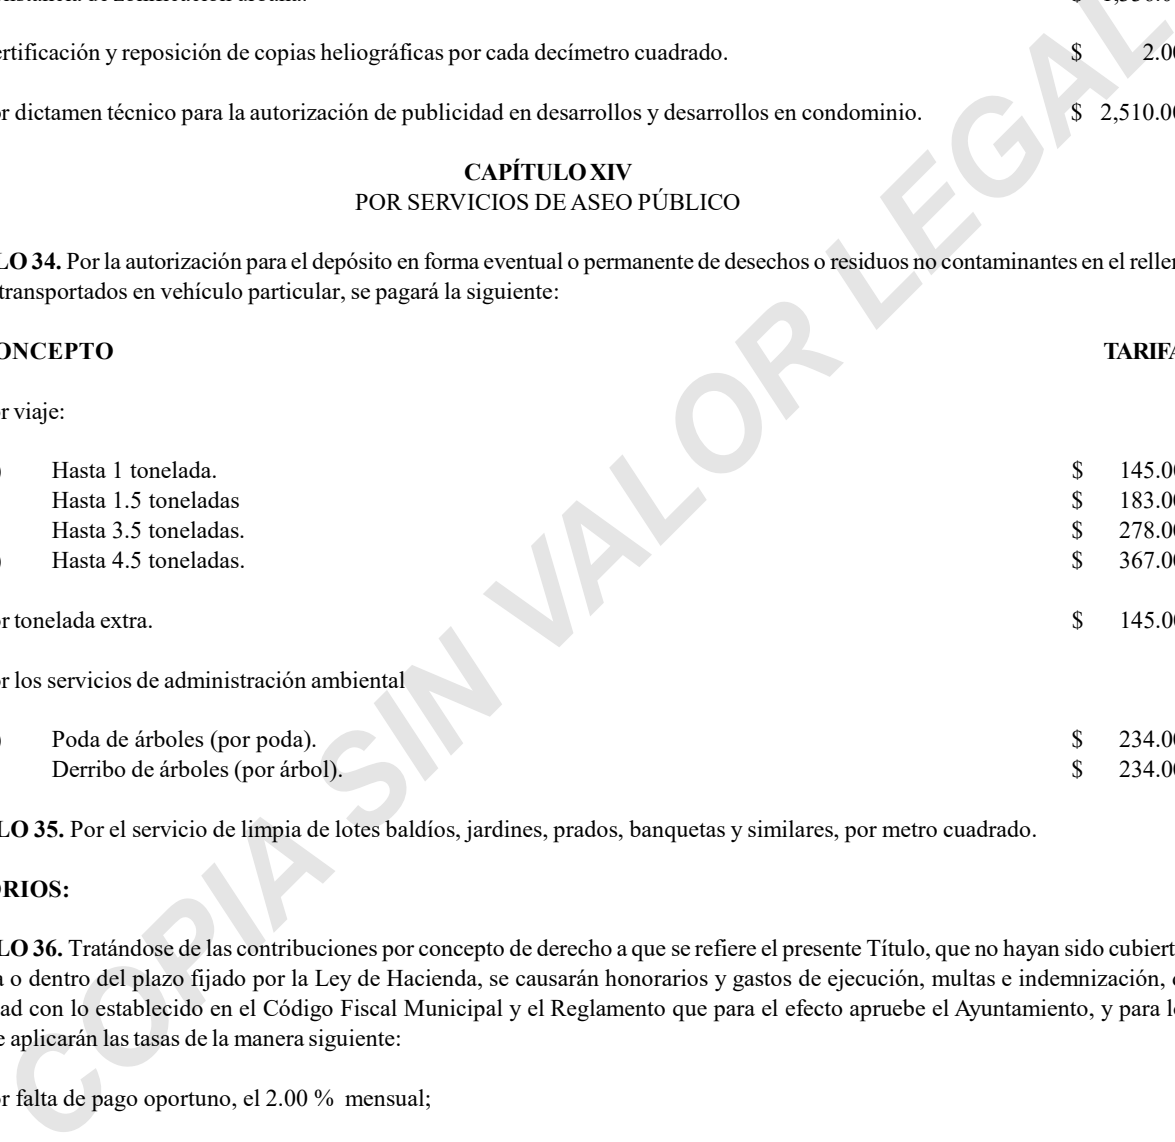 ertificación y reposición de copias heliográficas por cada decímetro cuadrado. $ 2.00
r dictamen técnico para la autorización de publicidad en desarrollos y desarrollos en condominio. $ 2,510.00
CAPÍTULO XIV
POR SERVICIOS DE ASEO PÚBLICO
LO 34. Por la autorización para el depósito en forma eventual o permanente de desechos o residuos no contaminantes en el rellen
transportados en vehículo particular, se pagará la siguiente:
ONCEPTO TARIFA
r viaje:
) Hasta 1 tonelada. $ 145.00
Hasta 1.5 toneladas $ 183.00
Hasta 3.5 toneladas. $ 278.00
) Hasta 4.5 toneladas. $ 367.00
r tonelada extra. $ 145.00
r los servicios de administración ambiental
) Poda de árboles (por poda). $ 234.00
Derribo de árboles (por árbol). $ 234.00
LO 35. Por el servicio de limpia de lotes baldíos, jardines, prados, banquetas y similares, por metro cuadrado.
ORIOS:
LO 36. Tratándose de las contribuciones por concepto de derecho a que se refiere el presente Título, que no hayan sido cubiert
a o dentro del plazo fijado por la Ley de Hacienda, se causarán honorarios y gastos de ejecución, multas e indemnización,
ad con lo establecido en el Código Fiscal Municipal y el Reglamento que para el efecto apruebe el Ayuntamiento, y para lo
e aplicarán las tasas de la manera siguiente:
r falta de pago oportuno, el 2.00 % mensual;
COPIA SIN VALOR LEGAL